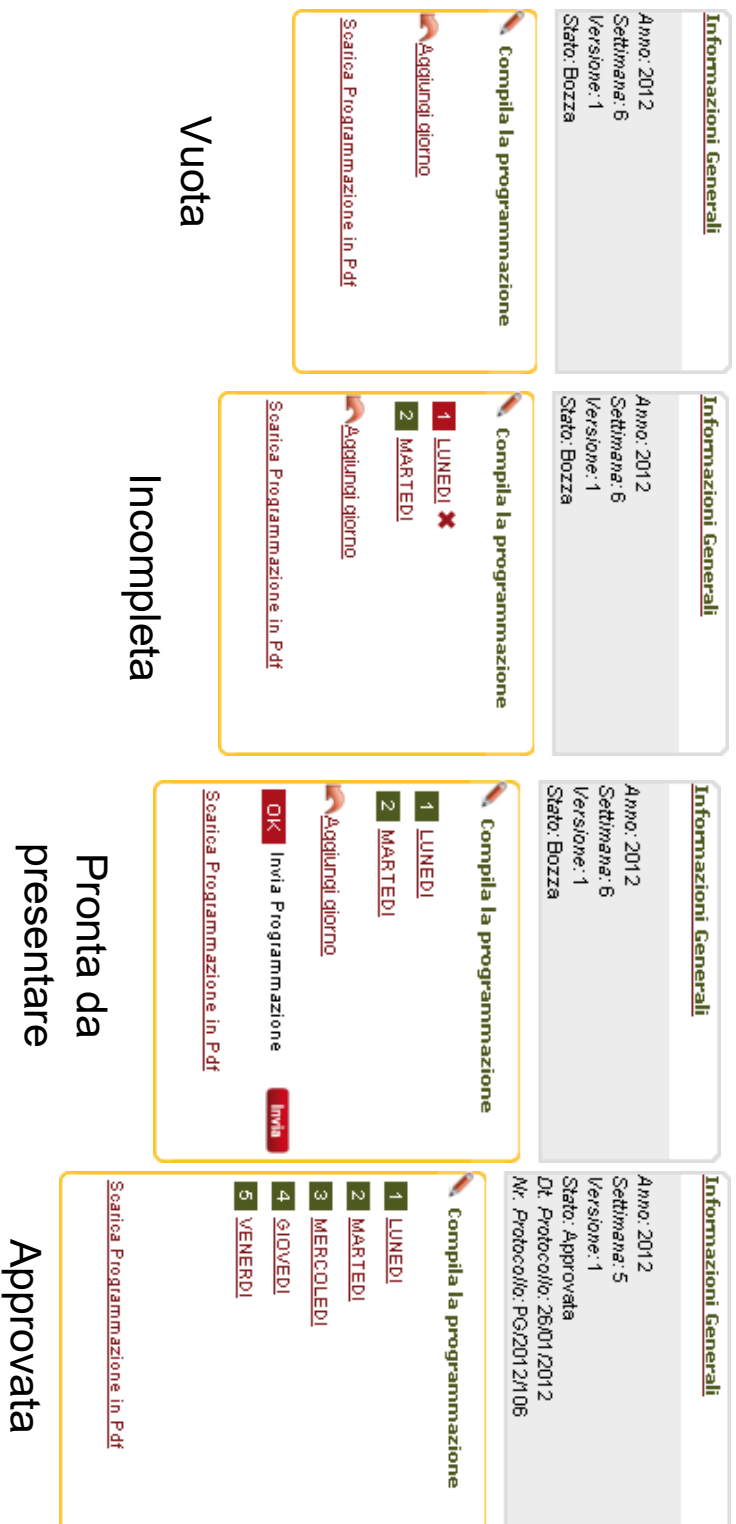 Informazioni Generali
Anno: 2012
Settimana: 6
Versione: 1
Stato: Bozza
Compila la programmazione
Aggiungi giorno
Scarica Programmazione in Pdf
Vuota
Informazioni Generali
Anno: 2012
Settimana: 6
Versione: 1
Stato: Bozza
Compila la programmazione
1 LUNEDI
2 MARTEDI
Aggiungi giorno
Scarica Programmazione in Pdf
Incompleta
Informazioni Generali
Anno: 2012
Settimana: 6
Versione: 1
Stato: Bozza
Compila la programmazione
1 LUNEDI
2 MARTEDI
Aggiungi giorno
OK Invia Programmazione Invia
Scarica Programmazione in Pdf
Pronta da
presentare
Informazioni Generali
Anno: 2012
Settimana: 5
Versione: 1
Stato: Approvata
Dt. Protocollo: 26/01/2012
Nr. Protocollo: PG/2012/106
Compila la programmazione
1 LUNEDI
2 MARTEDI
3 MERCOLEDI
4 GIOVEDI
5 VENERDI
Scarica Programmazione in Pdf
Approvata